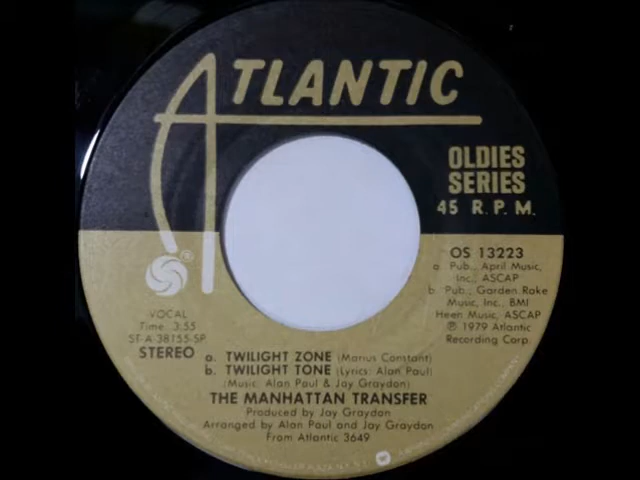 ATLANTIC
OLDIES
SERIES
45 R.P.M.
OS 13223
a. Pub., April Music,
Inc., ASCAP
b. Pub., Garden Rake
Music, Inc., BMI
Heen Music, ASCAP
℗ 1979 Atlantic
Recording Corp.
®
VOCAL
Time: 3:55
ST-A-38155-SP
STEREO
a. TWILIGHT ZONE (Marius Constant)
b. TWILIGHT TONE (Lyrics: Alan Paul)
(Music: Alan Paul & Jay Graydon)
THE MANHATTAN TRANSFER
Produced by Jay Graydon
Arranged by Alan Paul and Jay Graydon
From Atlantic 3649